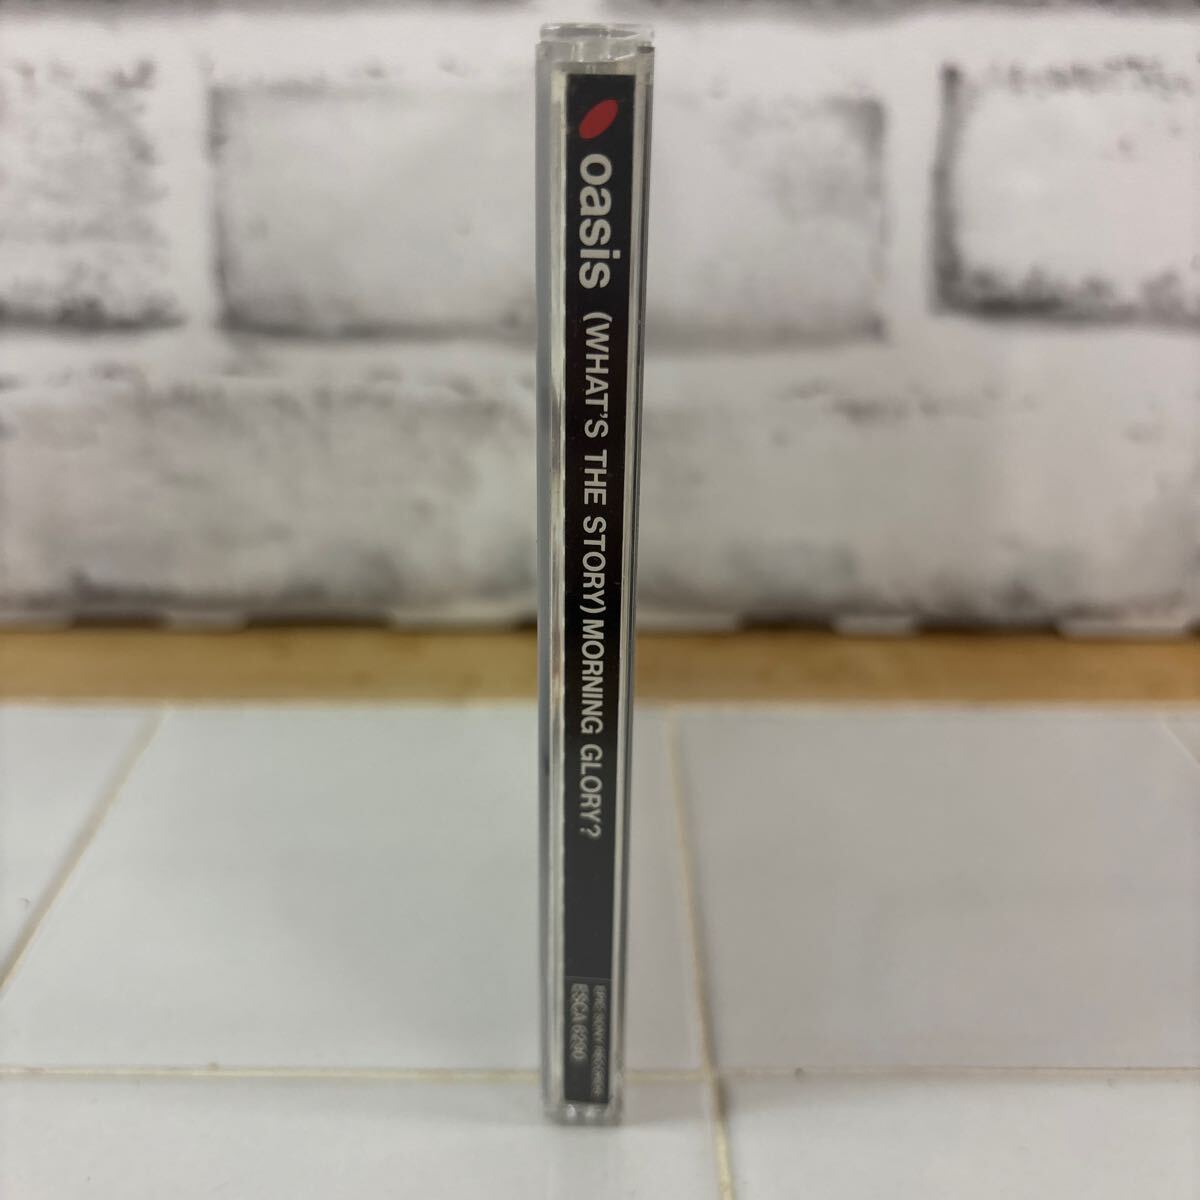 oasis (WHAT'S THE STORY) MORNING GLORY?
EPIC/SONY RECORDS
ESCA 6290